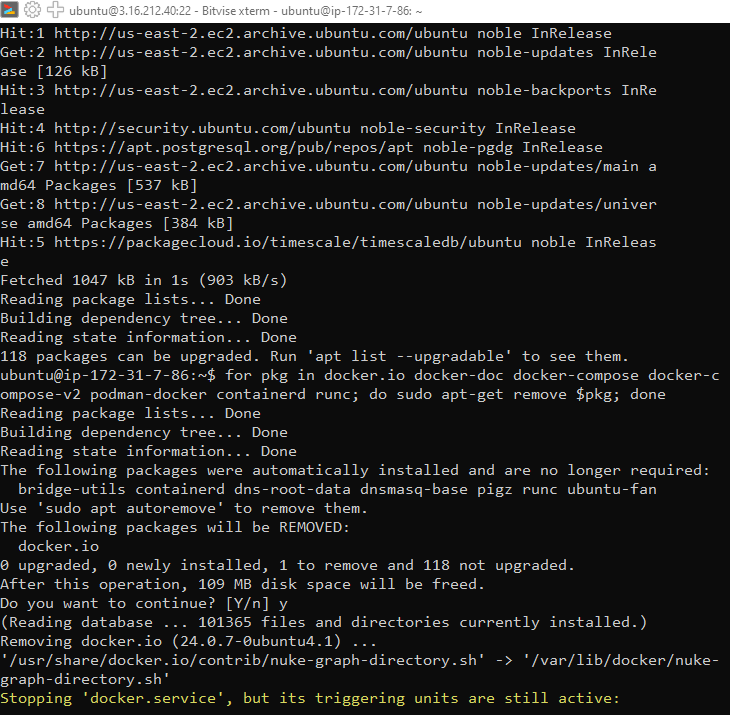 ubuntu@3.16.212.40:22 - Bitvise xterm - ubuntu@ip-172-31-7-86: ~
Hit:1 http://us-east-2.ec2.archive.ubuntu.com/ubuntu noble InRelease
Get:2 http://us-east-2.ec2.archive.ubuntu.com/ubuntu noble-updates InRele
ase [126 kB]
Hit:3 http://us-east-2.ec2.archive.ubuntu.com/ubuntu noble-backports InRe
lease
Hit:4 http://security.ubuntu.com/ubuntu noble-security InRelease
Hit:6 https://apt.postgresql.org/pub/repos/apt noble-pgdg InRelease
Get:7 http://us-east-2.ec2.archive.ubuntu.com/ubuntu noble-updates/main a
md64 Packages [537 kB]
Get:8 http://us-east-2.ec2.archive.ubuntu.com/ubuntu noble-updates/univer
se amd64 Packages [384 kB]
Hit:5 https://packagecloud.io/timescale/timescaledb/ubuntu noble InReleas
e
Fetched 1047 kB in 1s (903 kB/s)
Reading package lists... Done
Building dependency tree... Done
Reading state information... Done
118 packages can be upgraded. Run 'apt list --upgradable' to see them.
ubuntu@ip-172-31-7-86:~$ for pkg in docker.io docker-doc docker-compose docker-c
ompose-v2 podman-docker containerd runc; do sudo apt-get remove $pkg; done
Reading package lists... Done
Building dependency tree... Done
Reading state information... Done
The following packages were automatically installed and are no longer required:
  bridge-utils containerd dns-root-data dnsmasq-base pigz runc ubuntu-fan
Use 'sudo apt autoremove' to remove them.
The following packages will be REMOVED:
  docker.io
0 upgraded, 0 newly installed, 1 to remove and 118 not upgraded.
After this operation, 109 MB disk space will be freed.
Do you want to continue? [Y/n] y
(Reading database ... 101365 files and directories currently installed.)
Removing docker.io (24.0.7-0ubuntu4.1) ...
'/usr/share/docker.io/contrib/nuke-graph-directory.sh' -> '/var/lib/docker/nuke-
graph-directory.sh'
Stopping 'docker.service', but its triggering units are still active: